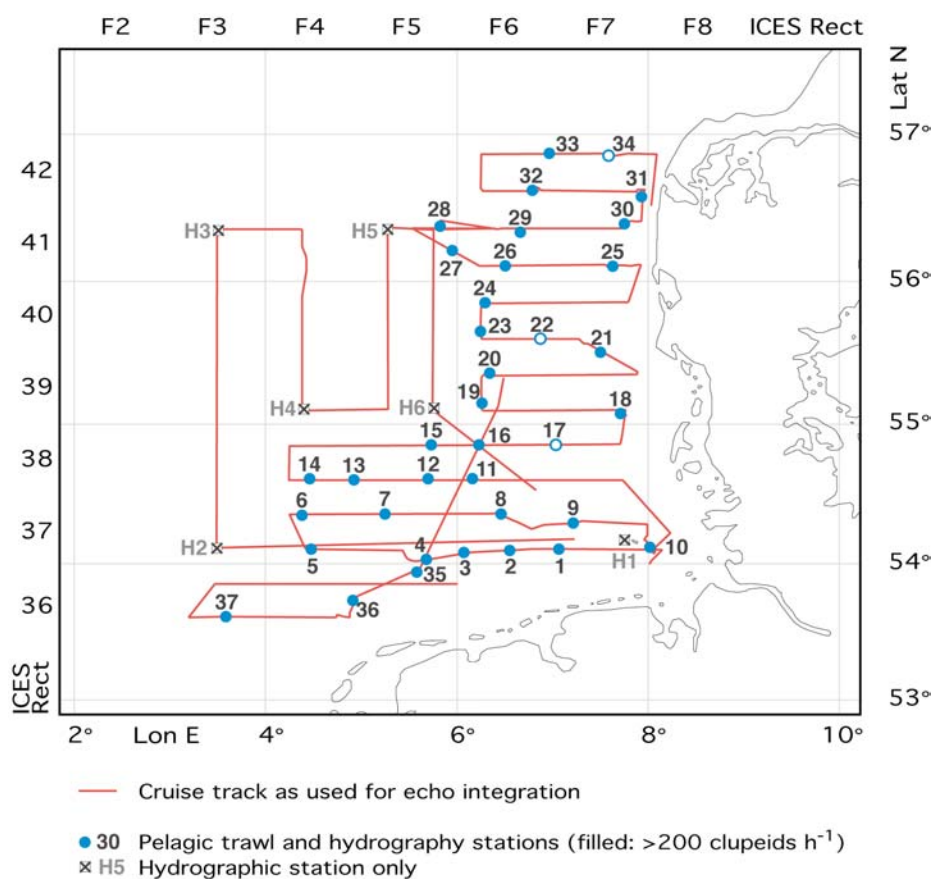 F2 F3 F4 F5 F6 F7 F8 ICES Rect
Lat N
57°
33 34
42
32 31
28 29 30
H3 H5
41
27 26 25
56°
24
40
23 22 21
20
39
19 18
H4 H6
55°
15 16 17
38
14 13 12 11
6 7 8 9
37
H2 4 H1 10
5 3 2 1
54°
35
36
37 36
ICES
Rect
53°
2° Lon E 4° 6° 8° 10°
Cruise track as used for echo integration
30 Pelagic trawl and hydrography stations (filled: >200 clupeids h⁻¹)
H5 Hydrographic station only